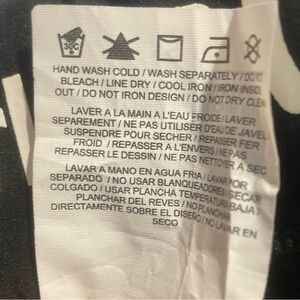 30C
HAND WASH COLD / WASH SEPARATELY / DO NOT
BLEACH / LINE DRY / COOL IRON / IRON INSIDE
OUT / DO NOT IRON DESIGN / DO NOT DRY CLEAN
LAVER A LA MAIN A L'EAU FROIDE / LAVER
SEPAREMENT / NE PAS UTILISER D'EAU DE JAVEL /
SUSPENDRE POUR SECHER / REPASSER FER
FROID / REPASSER A L'ENVERS / NE PAS
REPASSER LE DESSIN / NE PAS NETTOYER A SEC
LAVAR A MANO EN AGUA FRIA / LAVAR POR
SEPARADO / NO USAR BLANQUEADORES / SECAR
COLGADO / USAR PLANCHA TEMPERATURA BAJA /
PLANCHAR DEL REVES / NO PLANCHAR
DIRECTAMENTE SOBRE EL DISEÑO / NO LAVAR EN
SECO